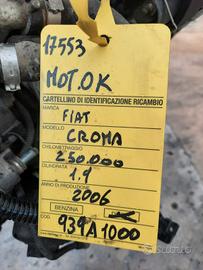 17553
MOT. OK
CARTELLINO DI IDENTIFICAZIONE RICAMBIO
MARCA FIAT
MODELLO CROMA
CHILOMETRAGGIO 250.000
CILINDRATA 1.9
ANNO DI PRODUZIONE 2006
BENZINA
COD. 939A1000